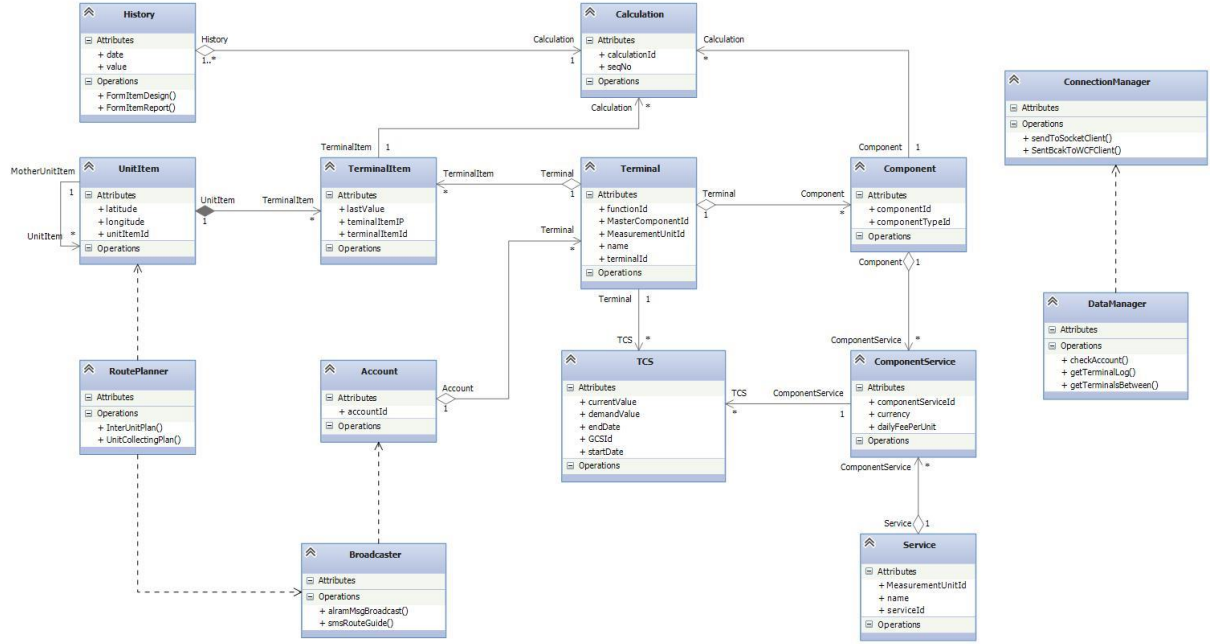 History
Attributes
+ date
+ value
Operations
+ FormItemDesign()
+ FormItemReport()
History
1..*
Calculation
1
Calculation
Attributes
+ calculationId
+ seqNo
Operations
Calculation
*
Calculation
*
ConnectionManager
Attributes
Operations
+ sendToSocketClient()
+ SentBcakToWCFClient()
MotherUnitItem
1
UnitItem
*
UnitItem
Attributes
+ latitude
+ longitude
+ unitItemId
Operations
UnitItem
1
TerminalItem
*
TerminalItem
1
TerminalItem
Attributes
+ lastValue
+ teminalItemIP
+ terminalItemId
Operations
TerminalItem
*
Terminal
1
Terminal
*
Terminal
Attributes
+ functionId
+ MasterComponentId
+ MeasurementUnitId
+ name
+ terminalId
Operations
Terminal
1
Component
*
Component
1
Component
Attributes
+ componentId
+ componentTypeId
Operations
Component
1
Terminal
1
TCS
*
ComponentService
*
DataManager
Attributes
Operations
+ checkAccount()
+ getTerminalLog()
+ getTerminalsBetween()
RoutePlanner
Attributes
Operations
+ InterUnitPlan()
+ UnitCollectingPlan()
Account
Attributes
+ accountId
Operations
Account
1
TCS
Attributes
+ currentValue
+ demandValue
+ endDate
+ GCSId
+ startDate
Operations
TCS
*
ComponentService
1
ComponentService
Attributes
+ componentServiceId
+ currency
+ dailyFeePerUnit
Operations
ComponentService
*
Service
1
Broadcaster
Attributes
Operations
+ alramMsgBroadcast()
+ smsRouteGuide()
Service
Attributes
+ MeasurementUnitId
+ name
+ serviceId
Operations